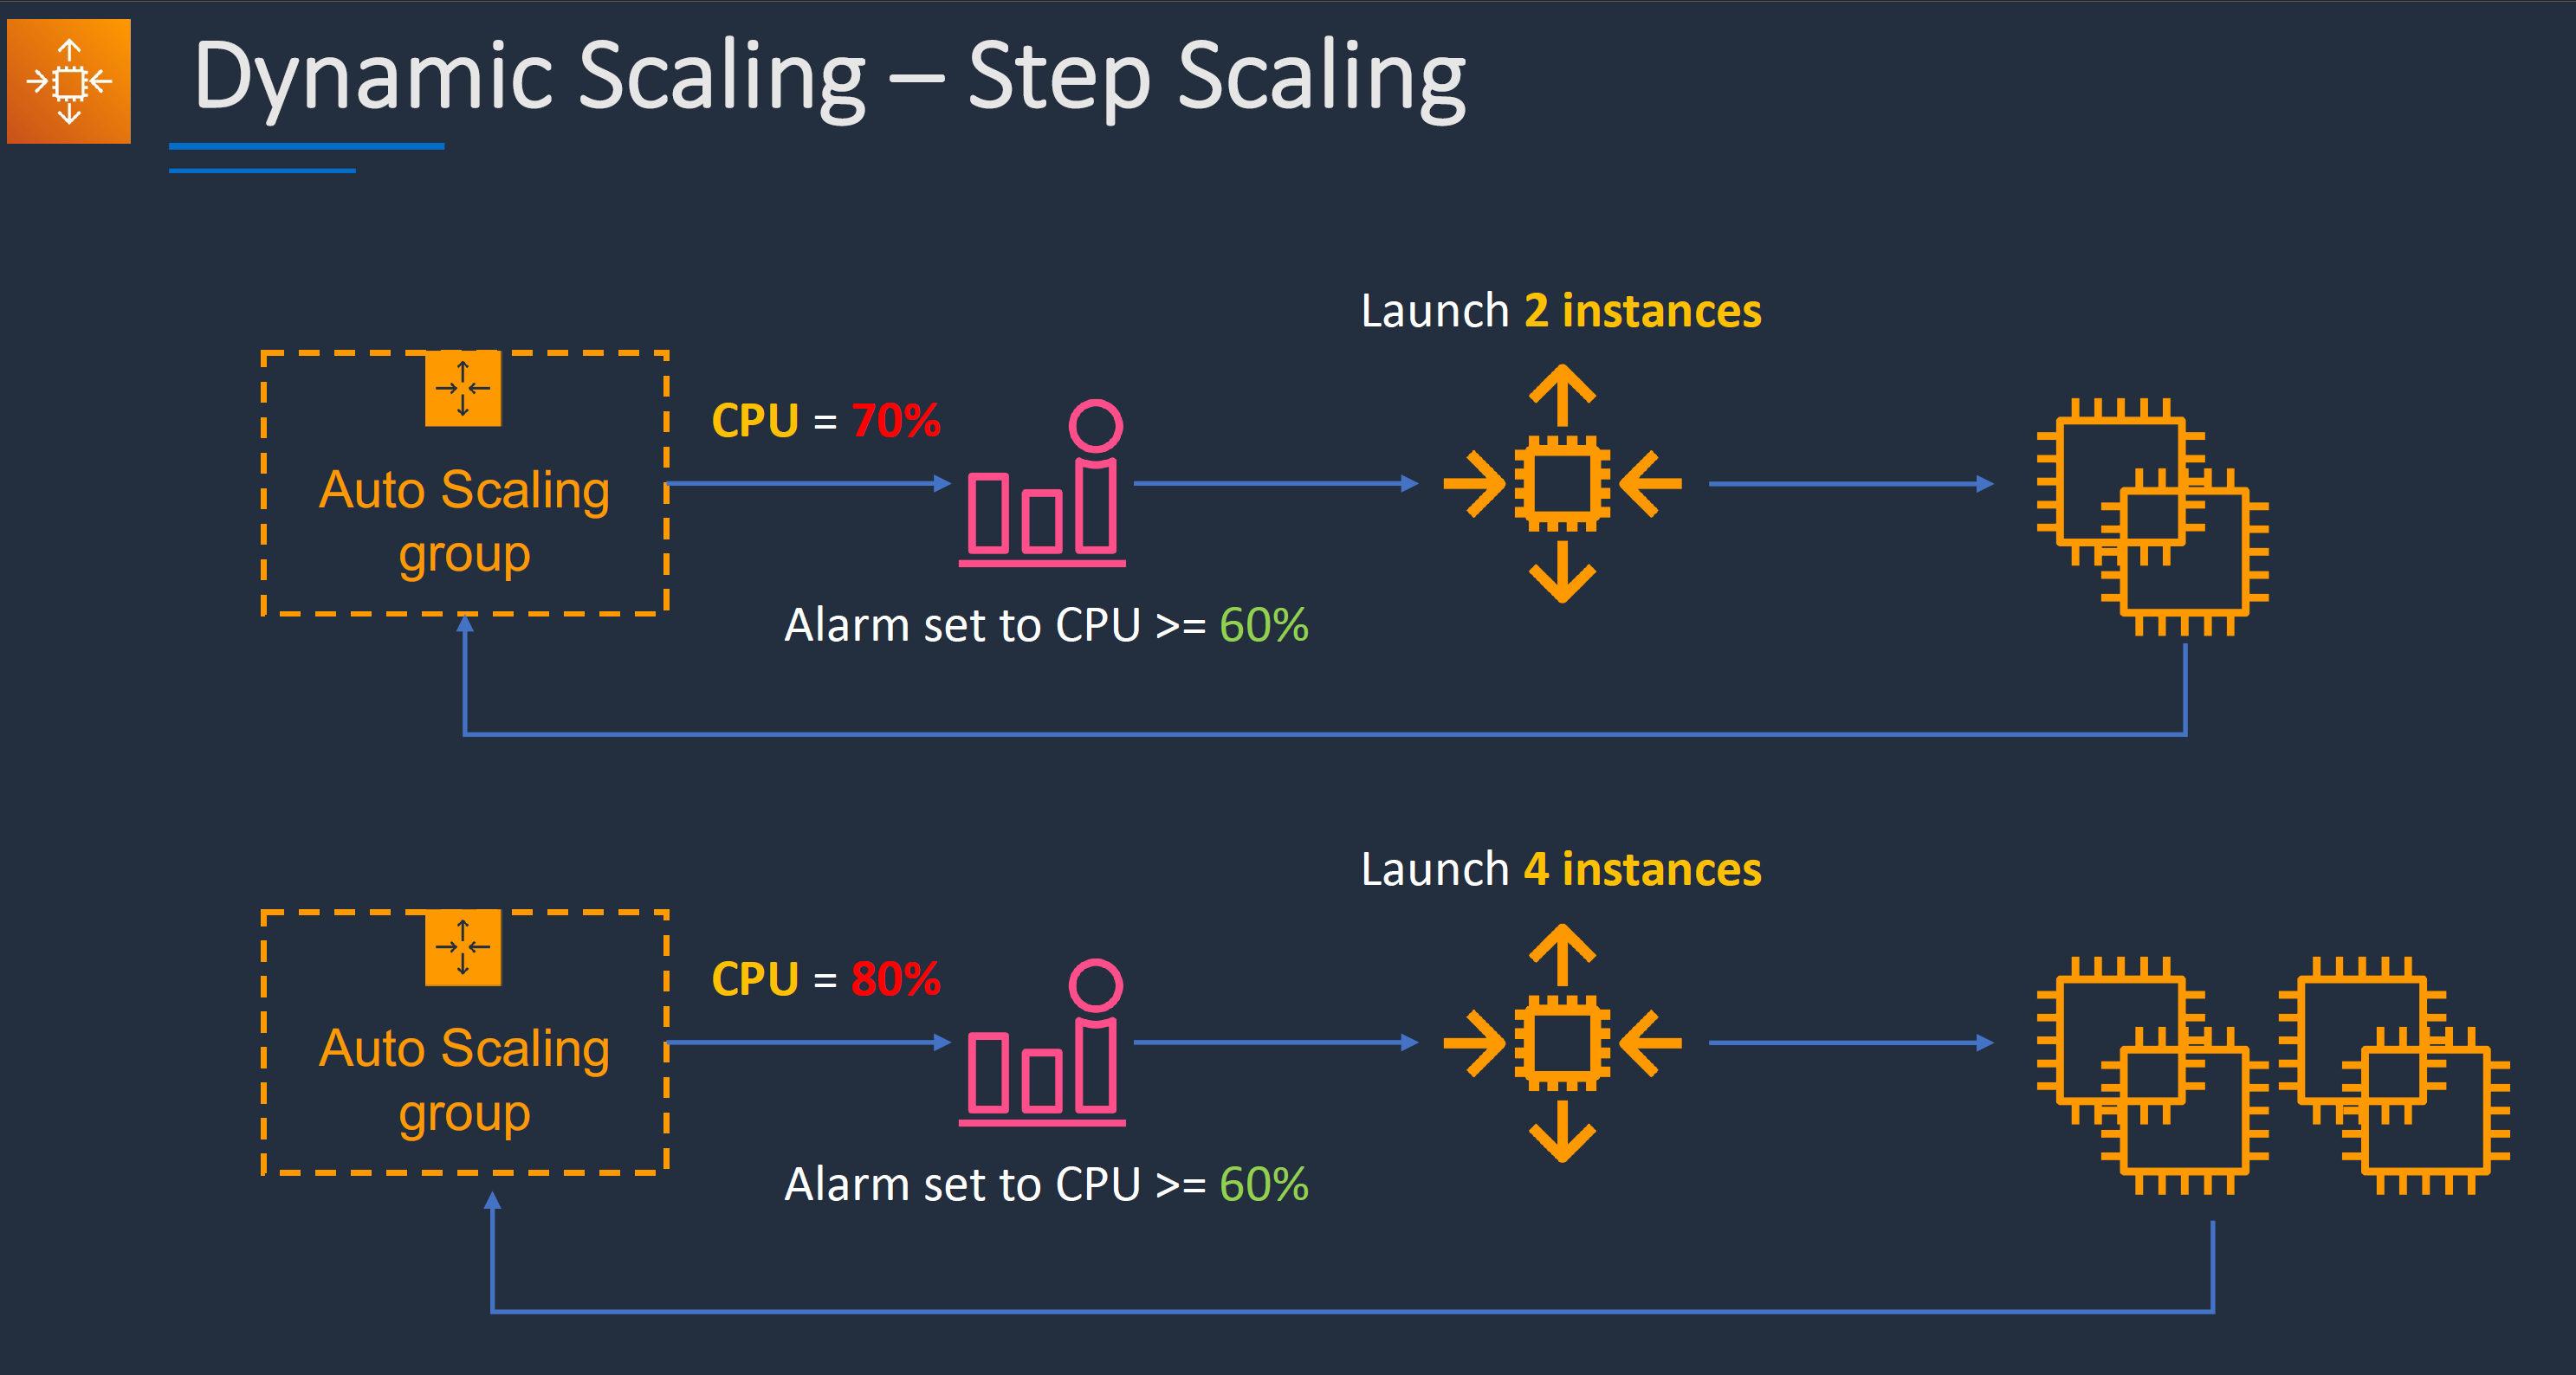 Dynamic Scaling – Step Scaling
Launch 2 instances
CPU = 70%
Auto Scaling
group
Alarm set to CPU >= 60%
Launch 4 instances
CPU = 80%
Auto Scaling
group
Alarm set to CPU >= 60%